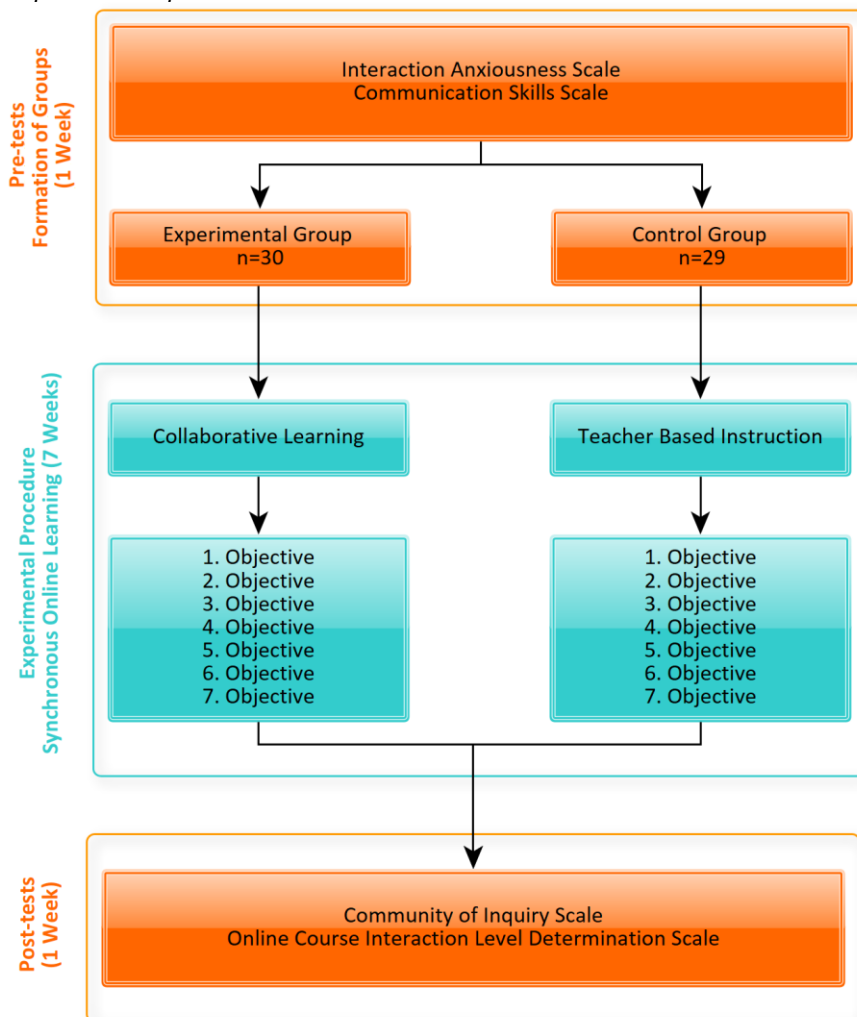 Pre-tests
Formation of Groups
(1 Week)
Interaction Anxiousness Scale
Communication Skills Scale
Experimental Group
n=30
Control Group
n=29
Experimental Procedure
Synchronous Online Learning (7 Weeks)
Collaborative Learning
Teacher Based Instruction
1. Objective
2. Objective
3. Objective
4. Objective
5. Objective
6. Objective
7. Objective
1. Objective
2. Objective
3. Objective
4. Objective
5. Objective
6. Objective
7. Objective
Post-tests
(1 Week)
Community of Inquiry Scale
Online Course Interaction Level Determination Scale